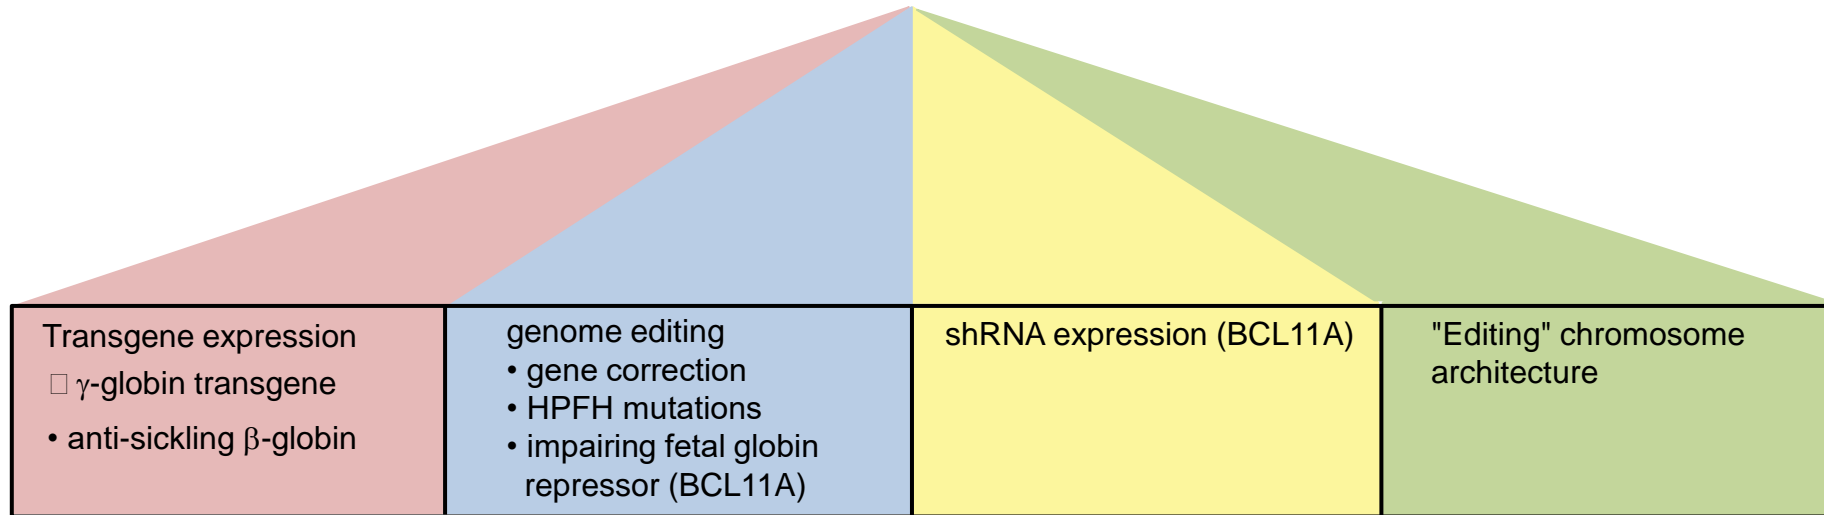 Transgene expression
□ γ-globin transgene
• anti-sickling β-globin
genome editing
• gene correction
• HPFH mutations
• impairing fetal globin
repressor (BCL11A)
shRNA expression (BCL11A)
"Editing" chromosome
architecture